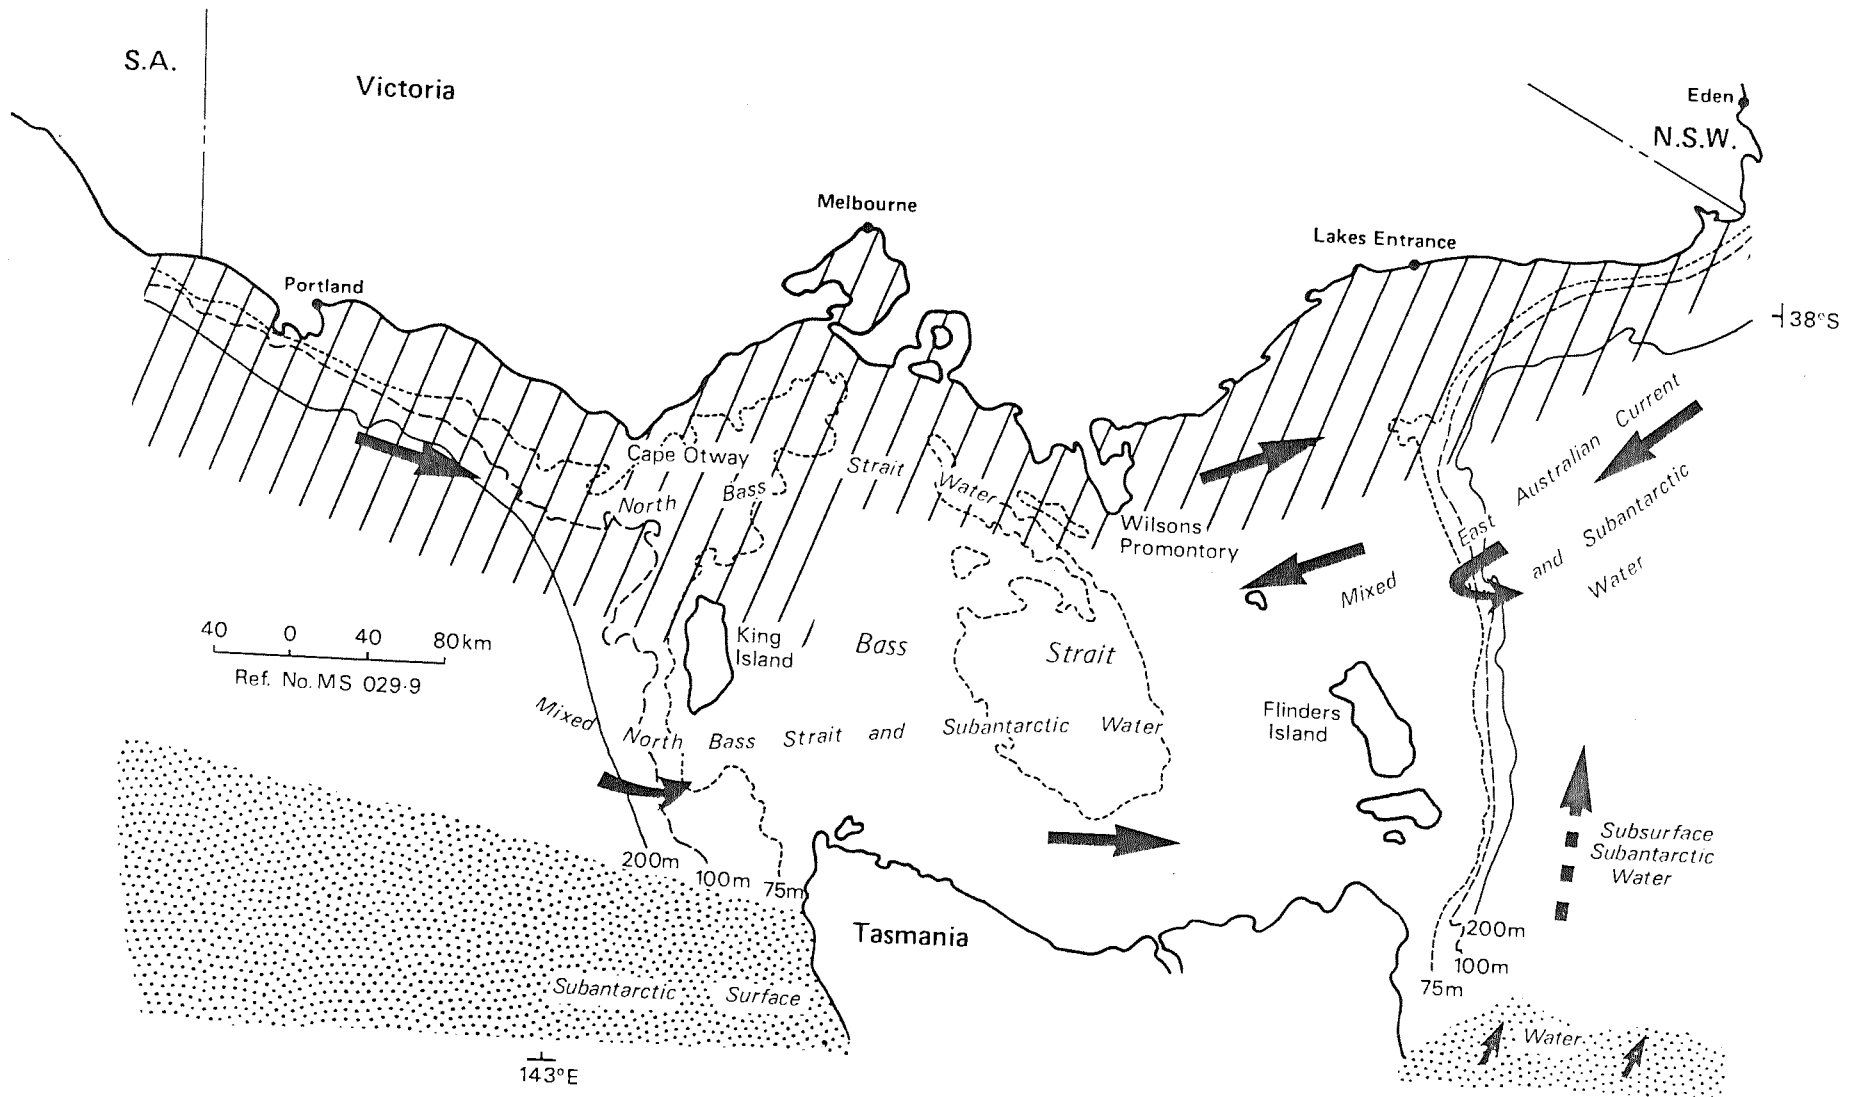 S.A.
Victoria
Eden
N.S.W.
Melbourne
Lakes Entrance
Portland
38°S
Cape Otway
North Bass Strait Water
Wilsons
Promontory
East Australian Current
Mixed and Subantarctic
Water
40 0 40 80km
Ref. No. MS 029·9
King
Island
Bass Strait
Flinders
Island
Mixed North Bass Strait and Subantarctic Water
Subsurface
Subantarctic
Water
200m
100m
75m
Tasmania
200m
100m
75m
Subantarctic Surface Water
143°E